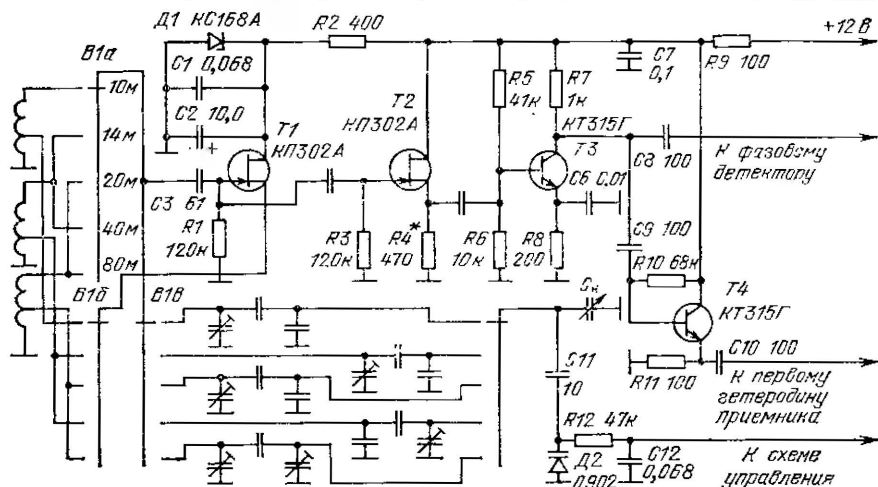 Д1 КС168А
R2 400
+12 В
В1а
С1 0,068
С7 0,1
R9 100
10м
С2 10,0
+
Т1
КП302А
Т2
КП302А
R5 41к
R7 1к
КТ315Г
Т3
14м
20м
С3 61
С6 0,01
С8 100
К фазовому детектору
40м
R1 120к
R3 120к
R4* 470
R6 10к
R8 200
С9 100
80м
R10 68к
Т4
КТ315Г
В1б
В1в
Cк
С11 10
R11 100
С10 100
К первому гетеродину приемника
R12 47к
Д2
Д902
С12 0,068
К схеме управления